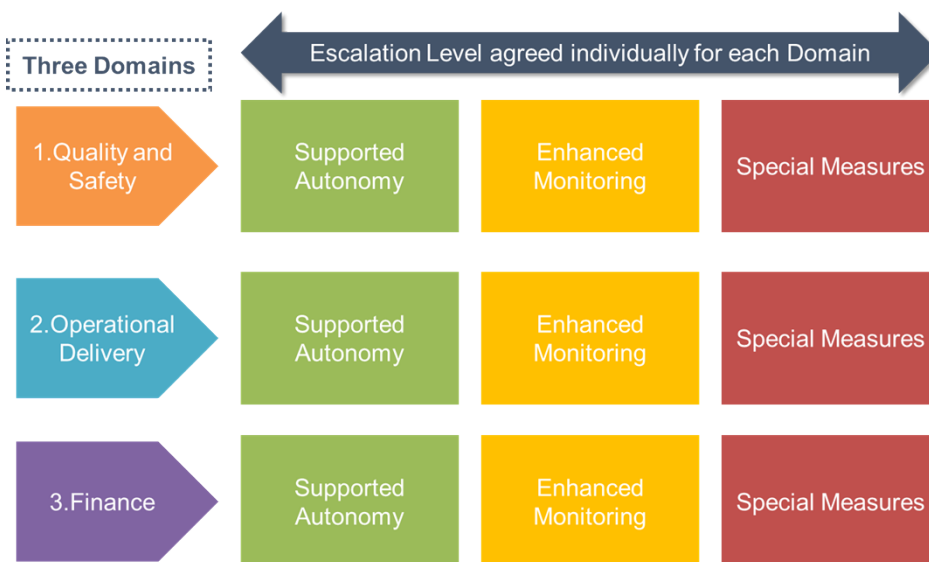 Three Domains
Escalation Level agreed individually for each Domain
1.Quality and
Safety
Supported
Autonomy
Enhanced
Monitoring
Special Measures
2.Operational
Delivery
Supported
Autonomy
Enhanced
Monitoring
Special Measures
3.Finance
Supported
Autonomy
Enhanced
Monitoring
Special Measures